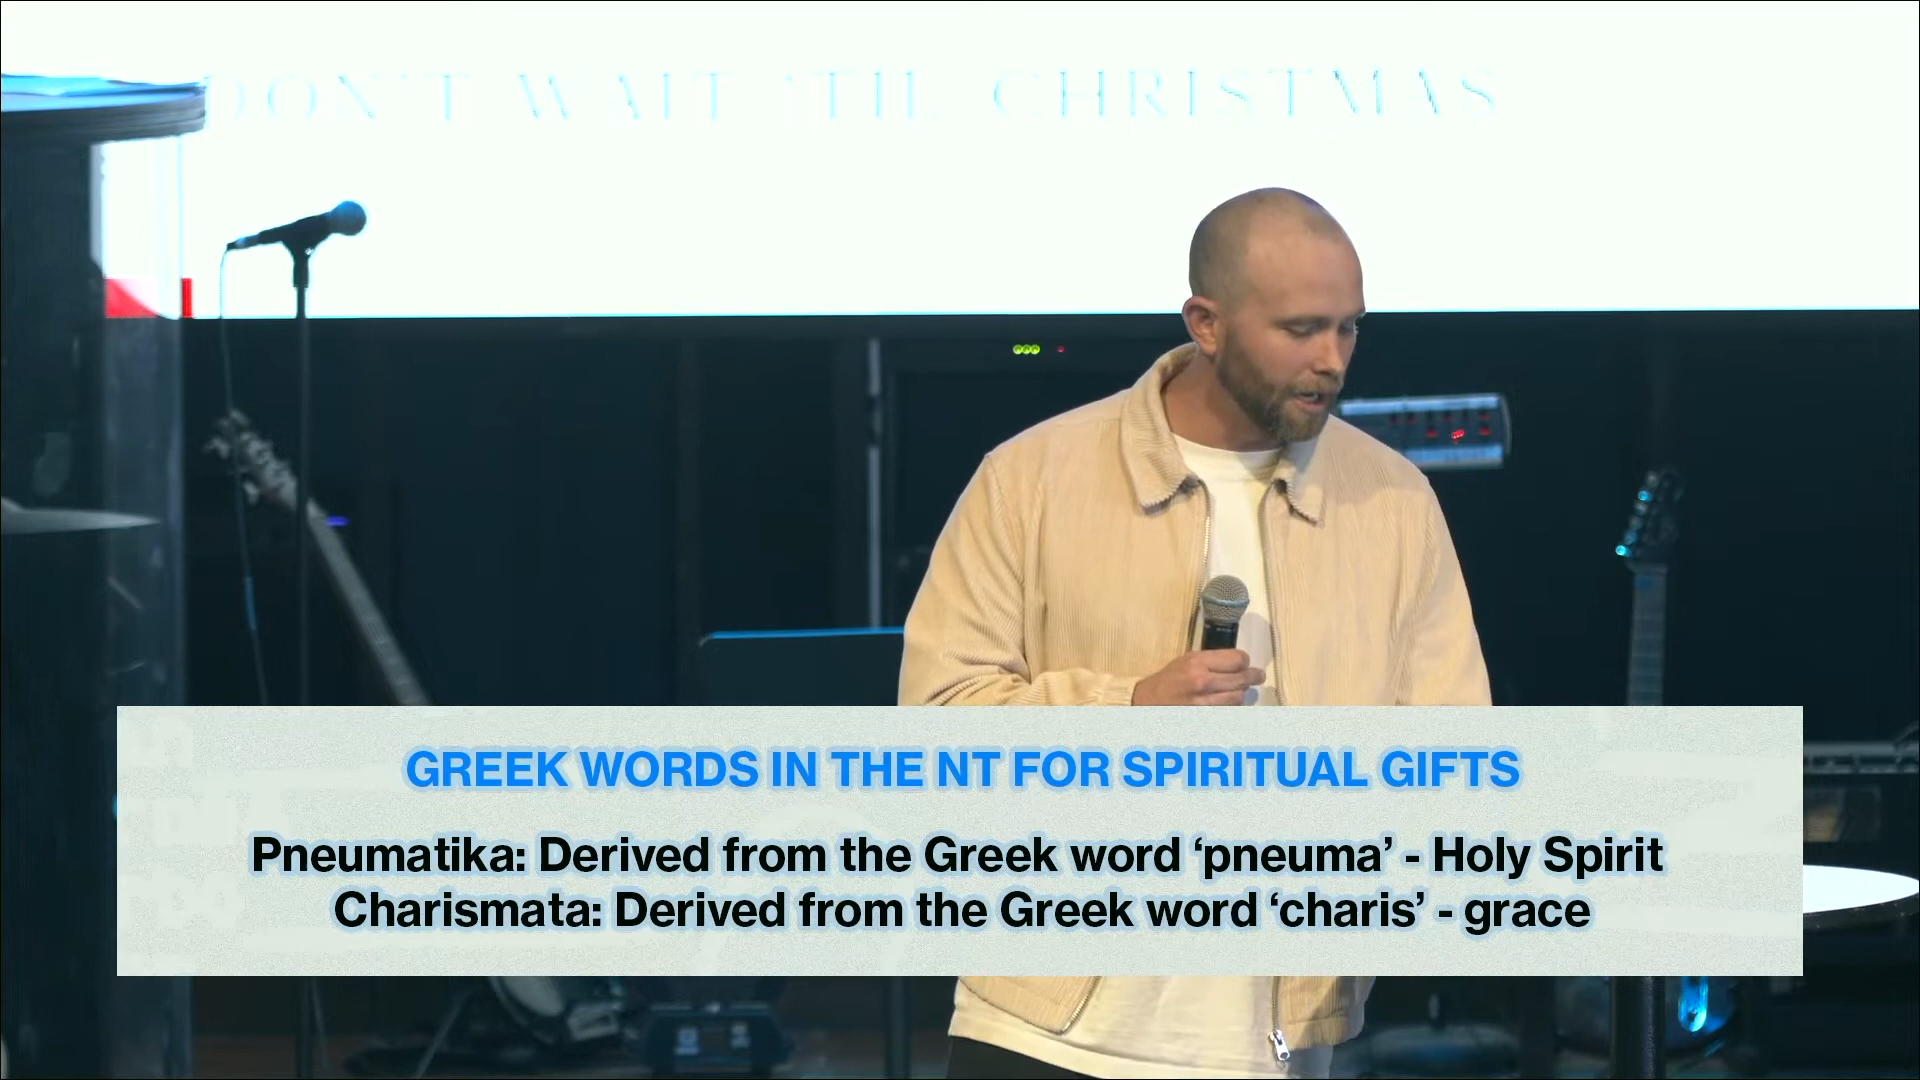 DON'T WAIT 'TIL CHRISTMAS
GREEK WORDS IN THE NT FOR SPIRITUAL GIFTS
Pneumatika: Derived from the Greek word ‘pneuma’ - Holy Spirit
Charismata: Derived from the Greek word ‘charis’ - grace